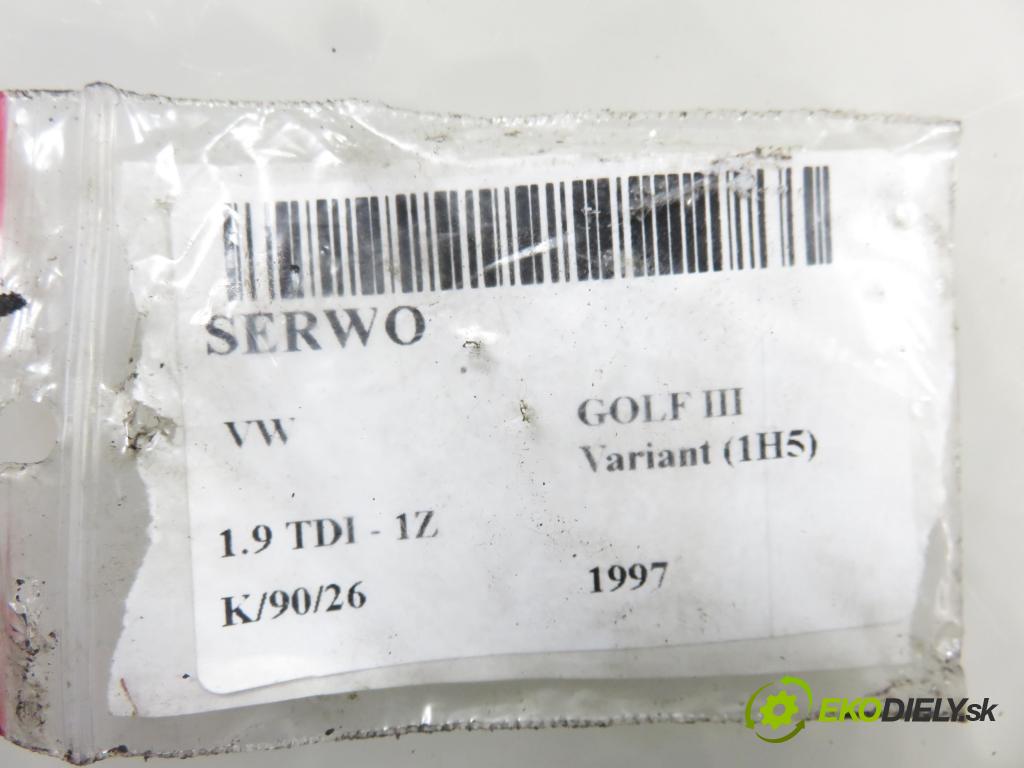 SERWO
VW
GOLF III
Variant (1H5)
1.9 TDI - 1Z
K/90/26
1997
EKODIELY.sk